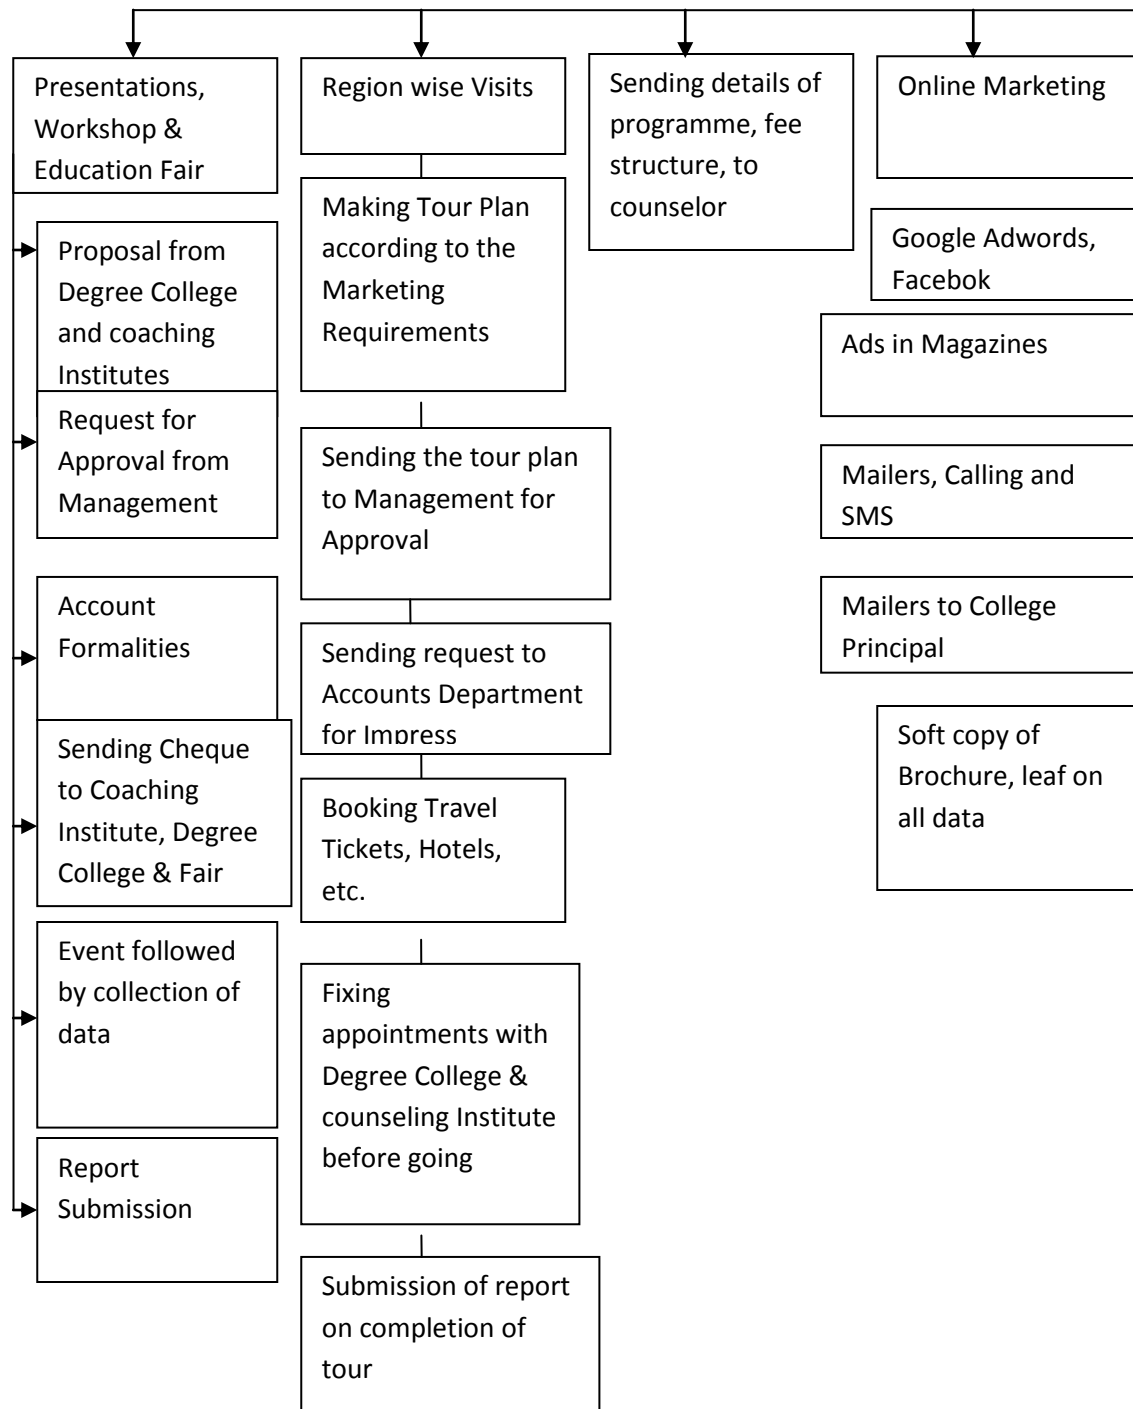 Presentations,
Workshop &
Education Fair
Proposal from
Degree College
and coaching
Institutes
Request for
Approval from
Management
Account
Formalities
Sending Cheque
to Coaching
Institute, Degree
College & Fair
Event followed
by collection of
data
Report
Submission
Region wise Visits
Making Tour Plan
according to the
Marketing
Requirements
Sending the tour plan
to Management for
Approval
Sending request to
Accounts Department
for Impress
Booking Travel
Tickets, Hotels,
etc.
Fixing
appointments with
Degree College &
counseling Institute
before going
Submission of report
on completion of
tour
Sending details of
programme, fee
structure, to
counselor
Online Marketing
Google Adwords,
Facebok
Ads in Magazines
Mailers, Calling and
SMS
Mailers to College
Principal
Soft copy of
Brochure, leaf on
all data